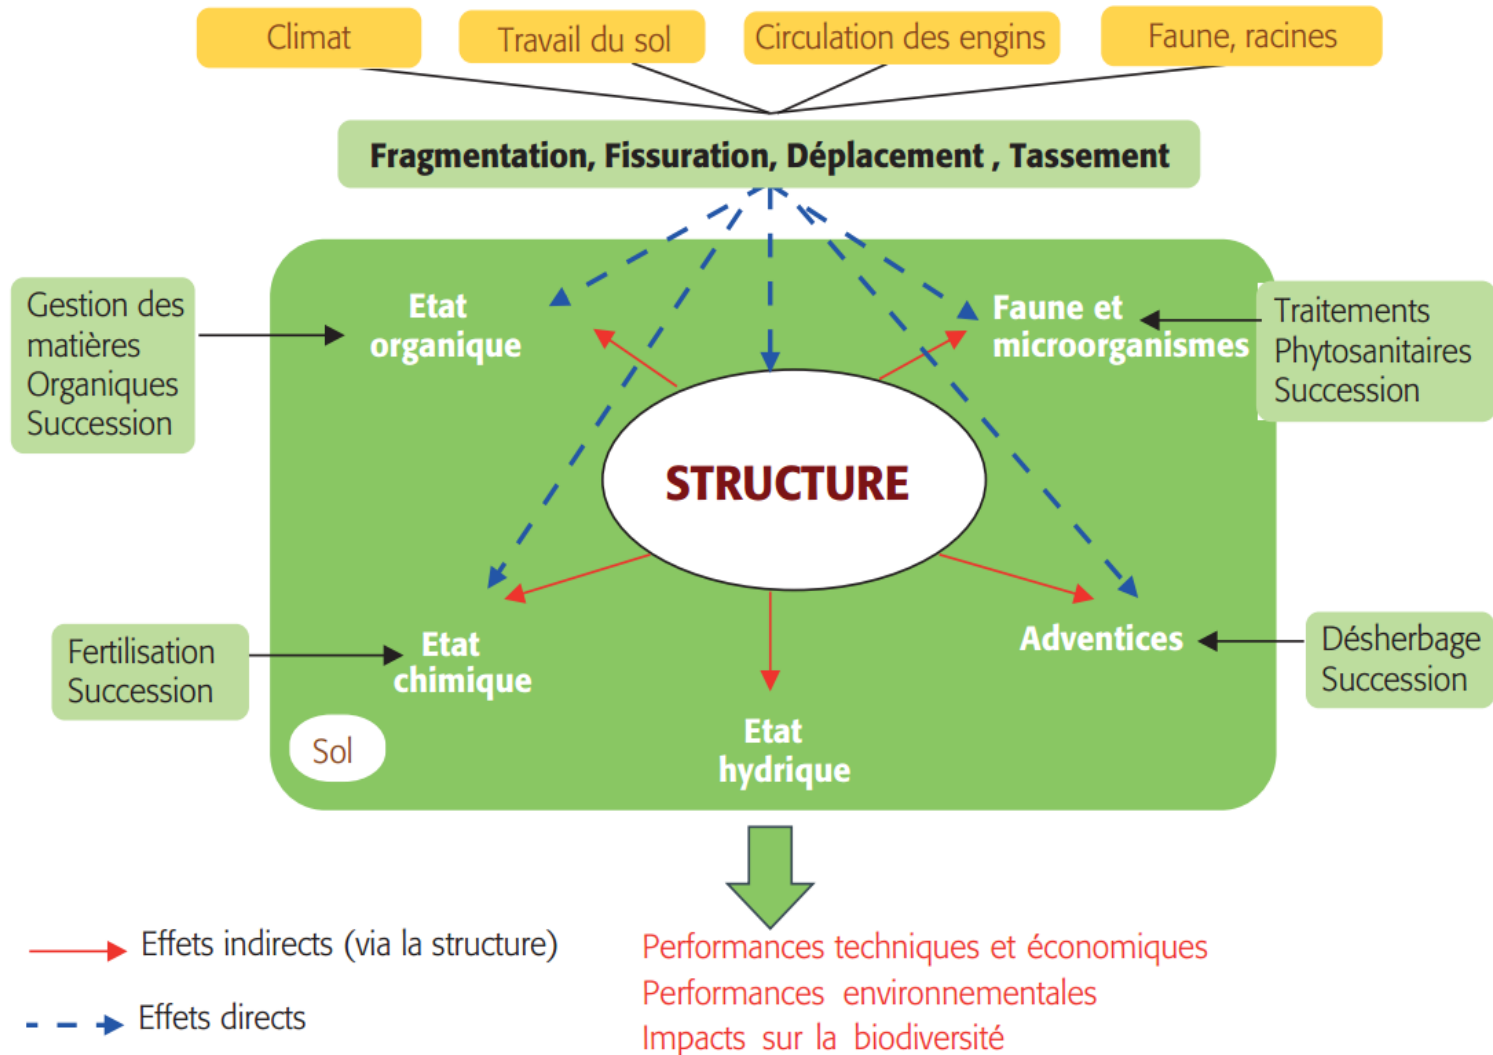 Climat
Travail du sol
Circulation des engins
Faune, racines
Fragmentation, Fissuration, Déplacement , Tassement
Gestion des
matières
Organiques
Succession
Etat
organique
Faune et
microorganismes
Traitements
Phytosanitaires
Succession
STRUCTURE
Fertilisation
Succession
Etat
chimique
Adventices
Désherbage
Succession
Etat
hydrique
Sol
Effets indirects (via la structure)
Effets directs
Performances techniques et économiques
Performances environnementales
Impacts sur la biodiversité